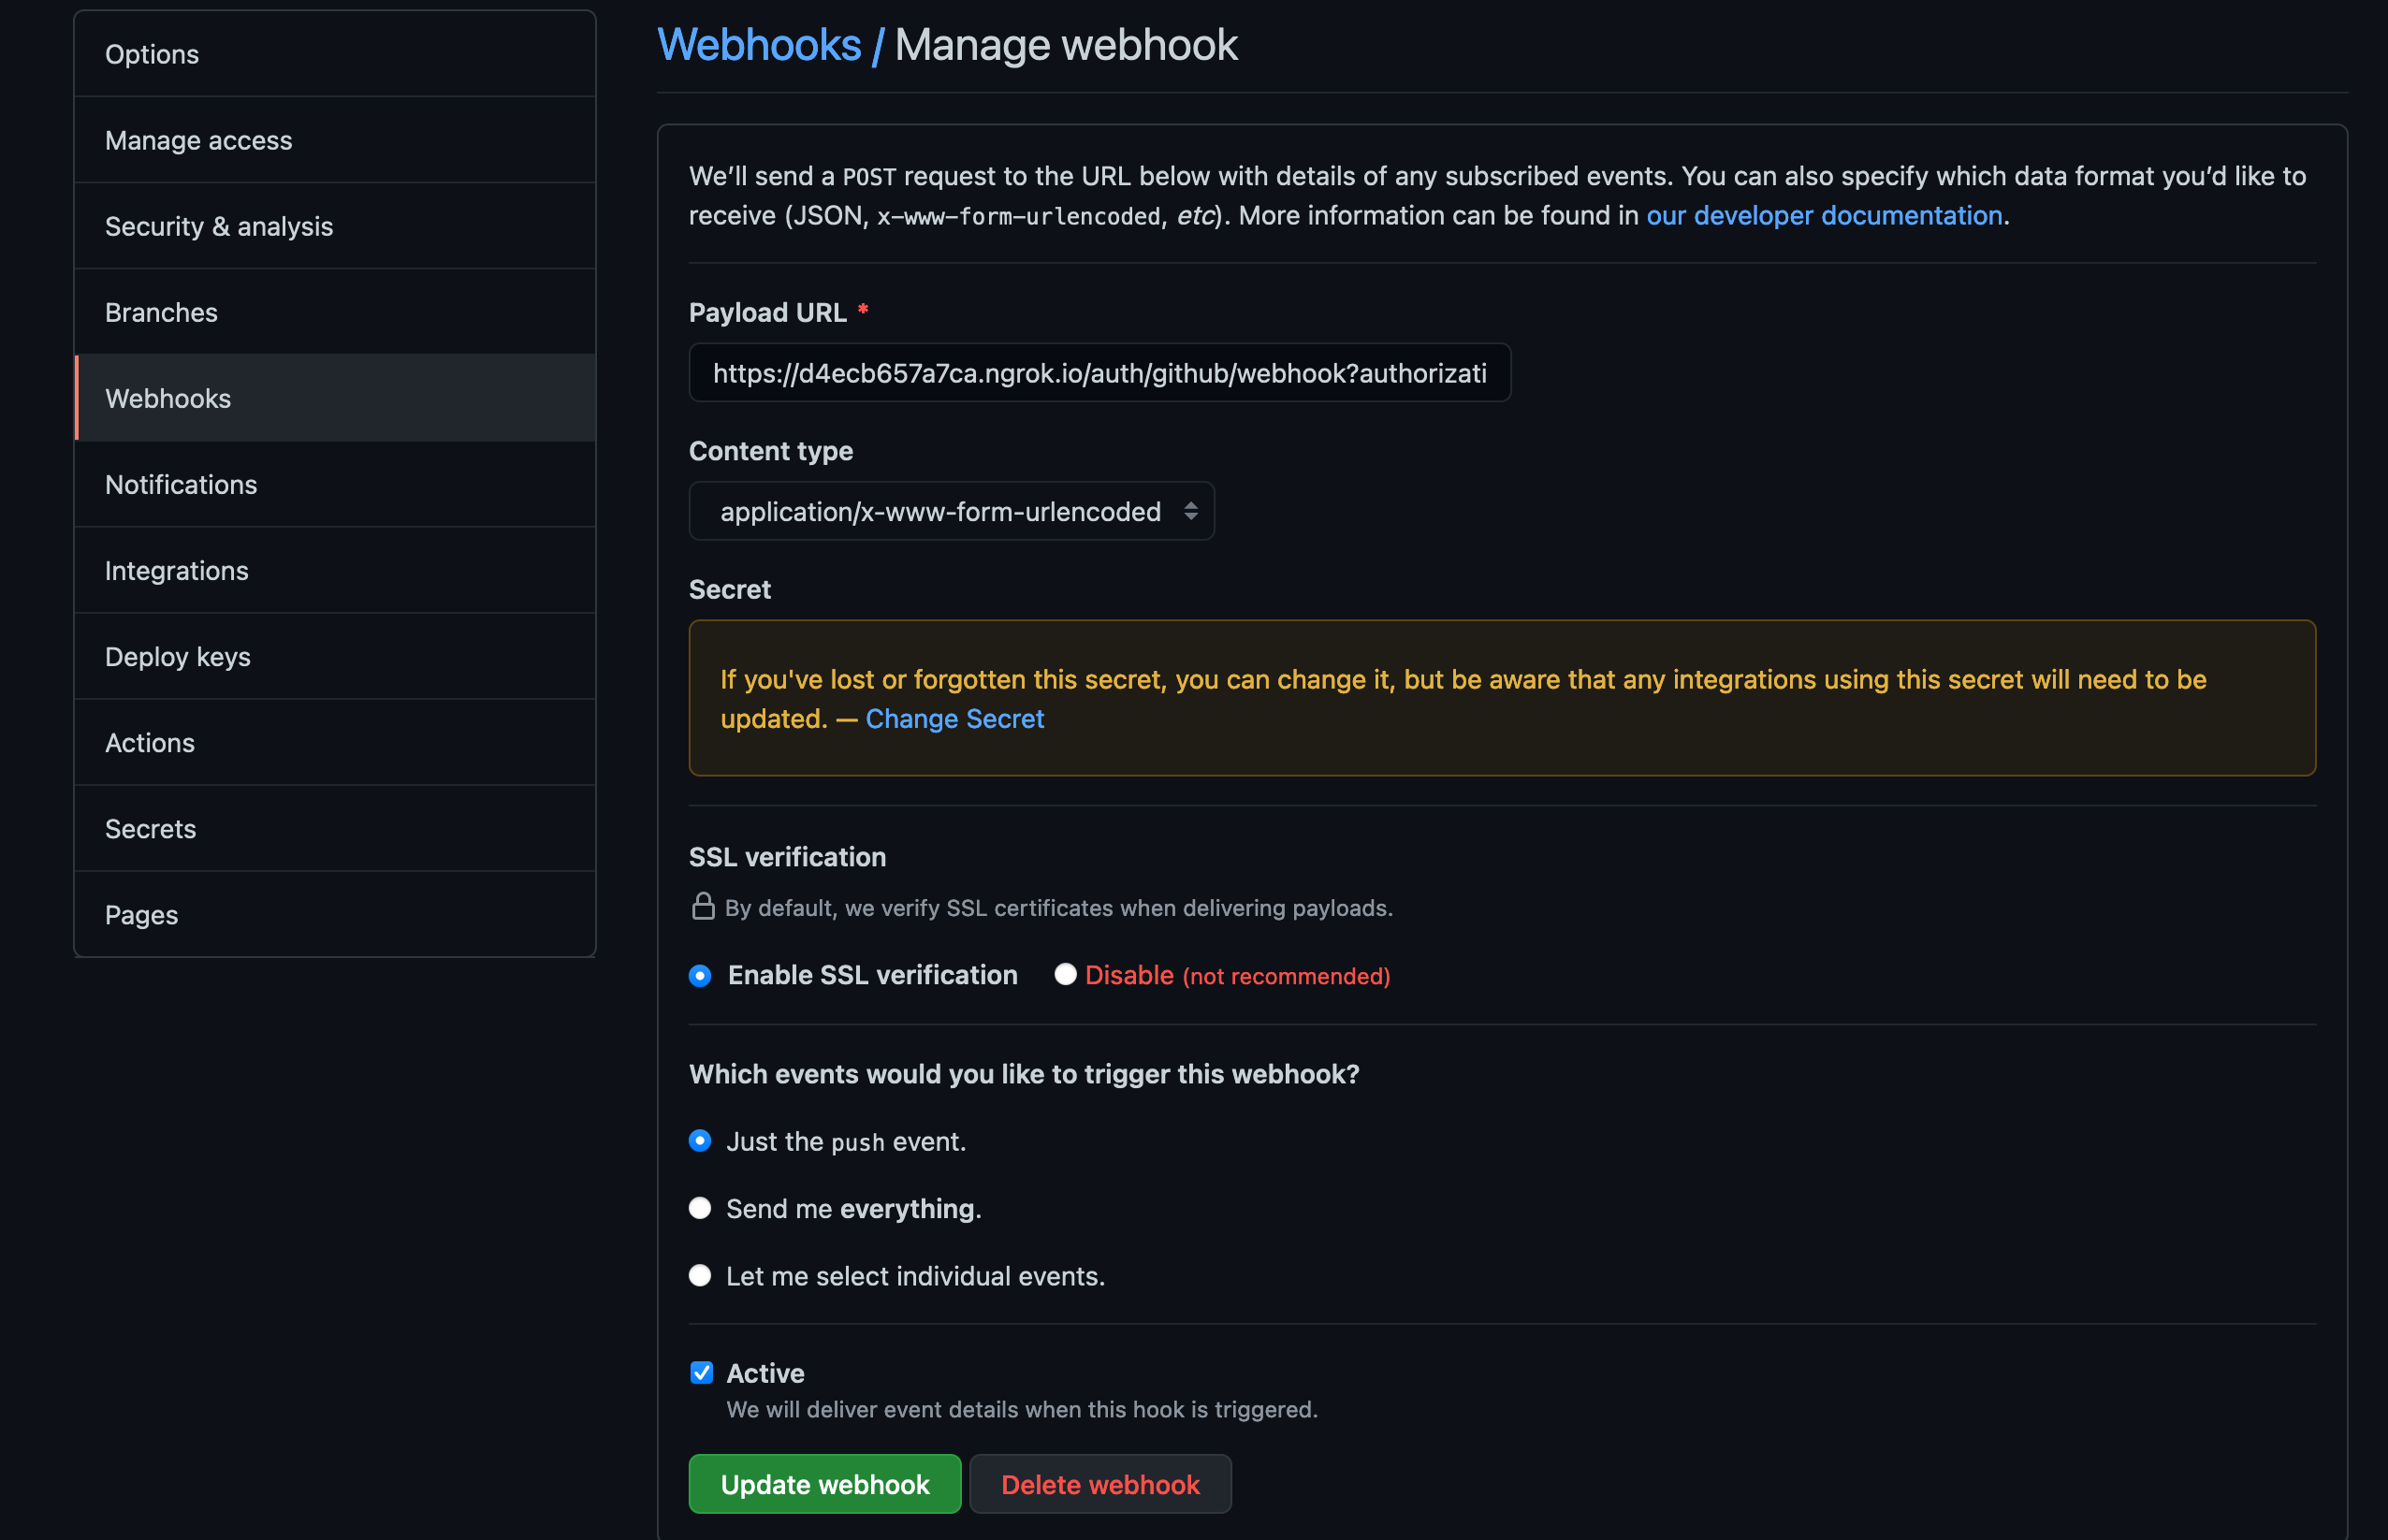 Options
Manage access
Security & analysis
Branches
Webhooks
Notifications
Integrations
Deploy keys
Actions
Secrets
Pages
Webhooks / Manage webhook
We’ll send a POST request to the URL below with details of any subscribed events. You can also specify which data format you’d like to
receive (JSON, x-www-form-urlencoded, etc). More information can be found in our developer documentation.
Payload URL *
https://d4ecb657a7ca.ngrok.io/auth/github/webhook?authorizati
Content type
application/x-www-form-urlencoded
Secret
If you've lost or forgotten this secret, you can change it, but be aware that any integrations using this secret will need to be
updated. — Change Secret
SSL verification
By default, we verify SSL certificates when delivering payloads.
Enable SSL verification Disable (not recommended)
Which events would you like to trigger this webhook?
Just the push event.
Send me everything.
Let me select individual events.
Active
We will deliver event details when this hook is triggered.
Update webhook Delete webhook